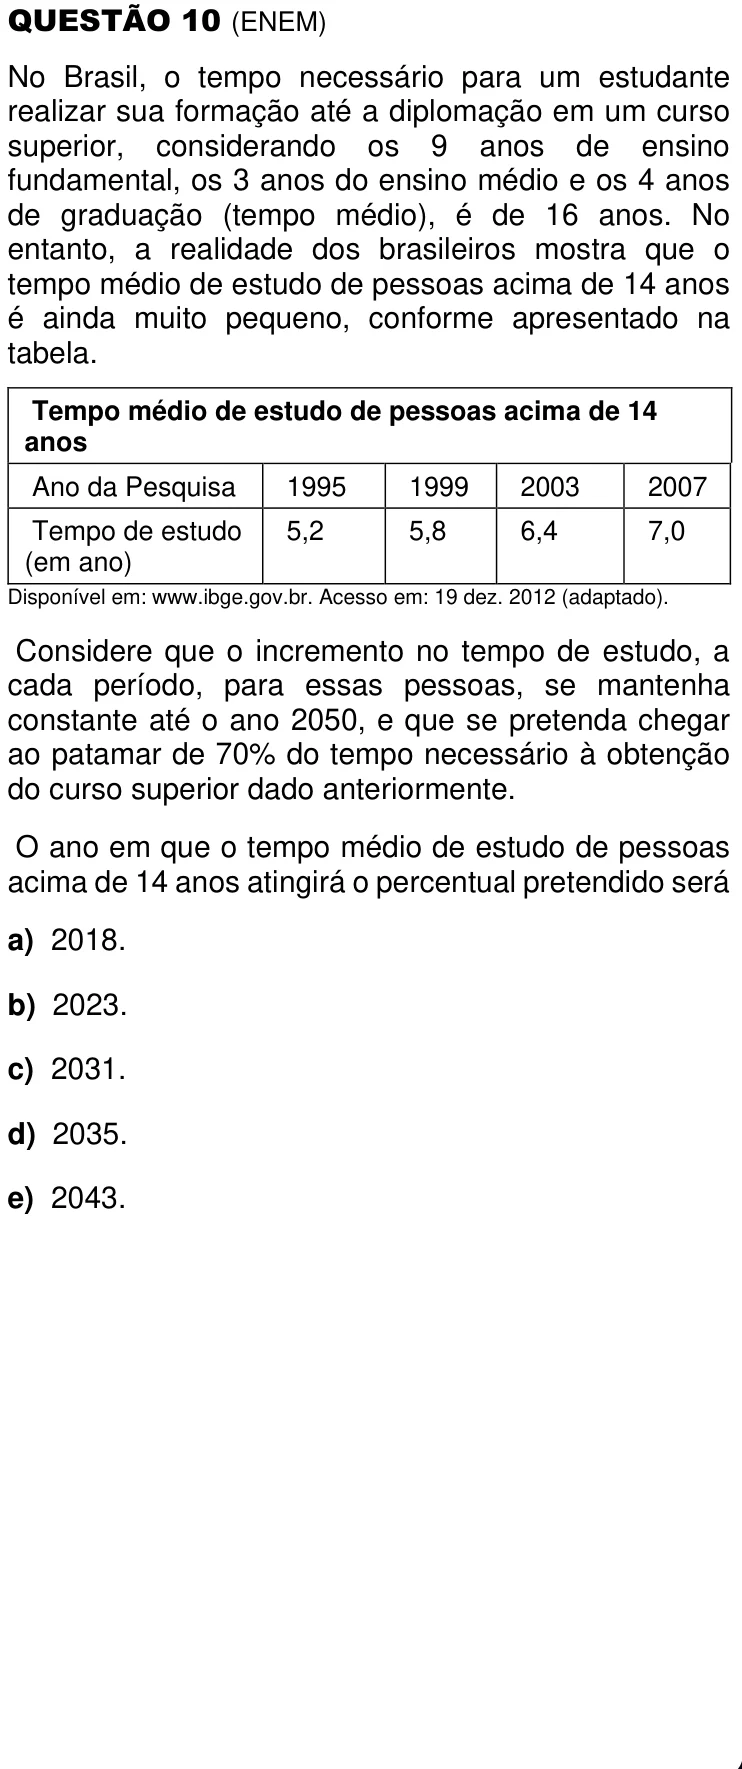 QUESTÃO 10 (ENEM)
No Brasil, o tempo necessário para um estudante
realizar sua formação até a diplomação em um curso
superior, considerando os 9 anos de ensino
fundamental, os 3 anos do ensino médio e os 4 anos
de graduação (tempo médio), é de 16 anos. No
entanto, a realidade dos brasileiros mostra que o
tempo médio de estudo de pessoas acima de 14 anos
é ainda muito pequeno, conforme apresentado na
tabela.
Tempo médio de estudo de pessoas acima de 14
anos
Ano da Pesquisa 1995 1999 2003 2007
Tempo de estudo 5,2 5,8 6,4 7,0
(em ano)
Disponível em: www.ibge.gov.br. Acesso em: 19 dez. 2012 (adaptado).
Considere que o incremento no tempo de estudo, a
cada período, para essas pessoas, se mantenha
constante até o ano 2050, e que se pretenda chegar
ao patamar de 70% do tempo necessário à obtenção
do curso superior dado anteriormente.
O ano em que o tempo médio de estudo de pessoas
acima de 14 anos atingirá o percentual pretendido será
a) 2018.
b) 2023.
c) 2031.
d) 2035.
e) 2043.